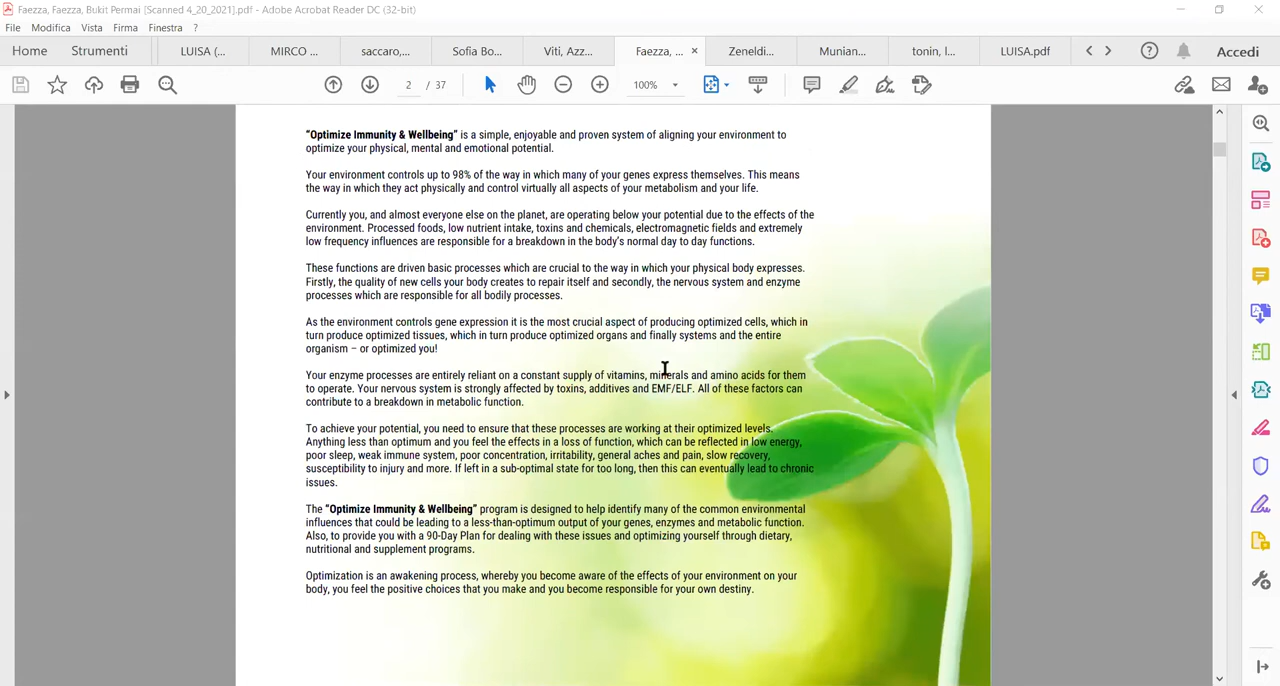 Faezza, Faezza, Bukit Permai [Scanned 4_20_2021].pdf - Adobe Acrobat Reader DC (32-bit)
File Modifica Vista Firma Finestra ?
Home Strumenti LUISA (... MIRCO ... saccaro,... Sofia Bo... Viti, Azz... Faezza, ... × Zeneldi... Munian... tonin, l... LUISA.pdf Accedi
2 / 37 100%
“Optimize Immunity & Wellbeing” is a simple, enjoyable and proven system of aligning your environment to
optimize your physical, mental and emotional potential.
Your environment controls up to 98% of the way in which many of your genes express themselves. This means
the way in which they act physically and control virtually all aspects of your metabolism and your life.
Currently you, and almost everyone else on the planet, are operating below your potential due to the effects of the
environment. Processed foods, low nutrient intake, toxins and chemicals, electromagnetic fields and extremely
low frequency influences are responsible for a breakdown in the body’s normal day to day functions.
These functions are driven basic processes which are crucial to the way in which your physical body expresses.
Firstly, the quality of new cells your body creates to repair itself and secondly, the nervous system and enzyme
processes which are responsible for all bodily processes.
As the environment controls gene expression it is the most crucial aspect of producing optimized cells, which in
turn produce optimized tissues, which in turn produce optimized organs and finally systems and the entire
organism – or optimized you!
Your enzyme processes are entirely reliant on a constant supply of vitamins, minerals and amino acids for them
to operate. Your nervous system is strongly affected by toxins, additives and EMF/ELF. All of these factors can
contribute to a breakdown in metabolic function.
To achieve your potential, you need to ensure that these processes are working at their optimized levels.
Anything less than optimum and you feel the effects in a loss of function, which can be reflected in low energy,
poor sleep, weak immune system, poor concentration, irritability, general aches and pain, slow recovery,
susceptibility to injury and more. If left in a sub-optimal state for too long, then this can eventually lead to chronic
issues.
The “Optimize Immunity & Wellbeing” program is designed to help identify many of the common environmental
influences that could be leading to a less-than-optimum output of your genes, enzymes and metabolic function.
Also, to provide you with a 90-Day Plan for dealing with these issues and optimizing yourself through dietary,
nutritional and supplement programs.
Optimization is an awakening process, whereby you become aware of the effects of your environment on your
body, you feel the positive choices that you make and you become responsible for your own destiny.